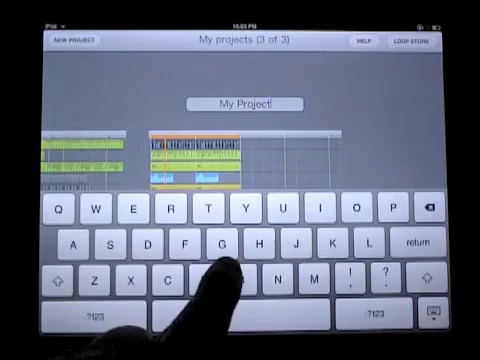 iPad 10:03 PM
NEW PROJECT My projects (3 of 3) HELP LOOP STORE
My Project
Q W E R T Y U I O P
A S D F G H J K L return
Z X C N M ! , ? .
.?123 .?123